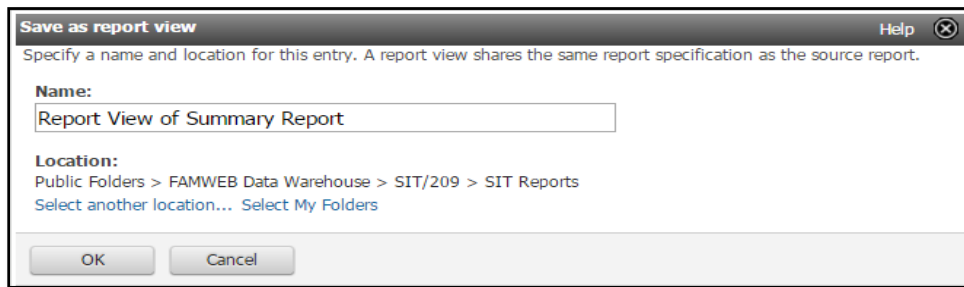 Save as report view Help
Specify a name and location for this entry. A report view shares the same report specification as the source report.
Name:
Report View of Summary Report
Location:
Public Folders > FAMWEB Data Warehouse > SIT/209 > SIT Reports
Select another location... Select My Folders
OK Cancel